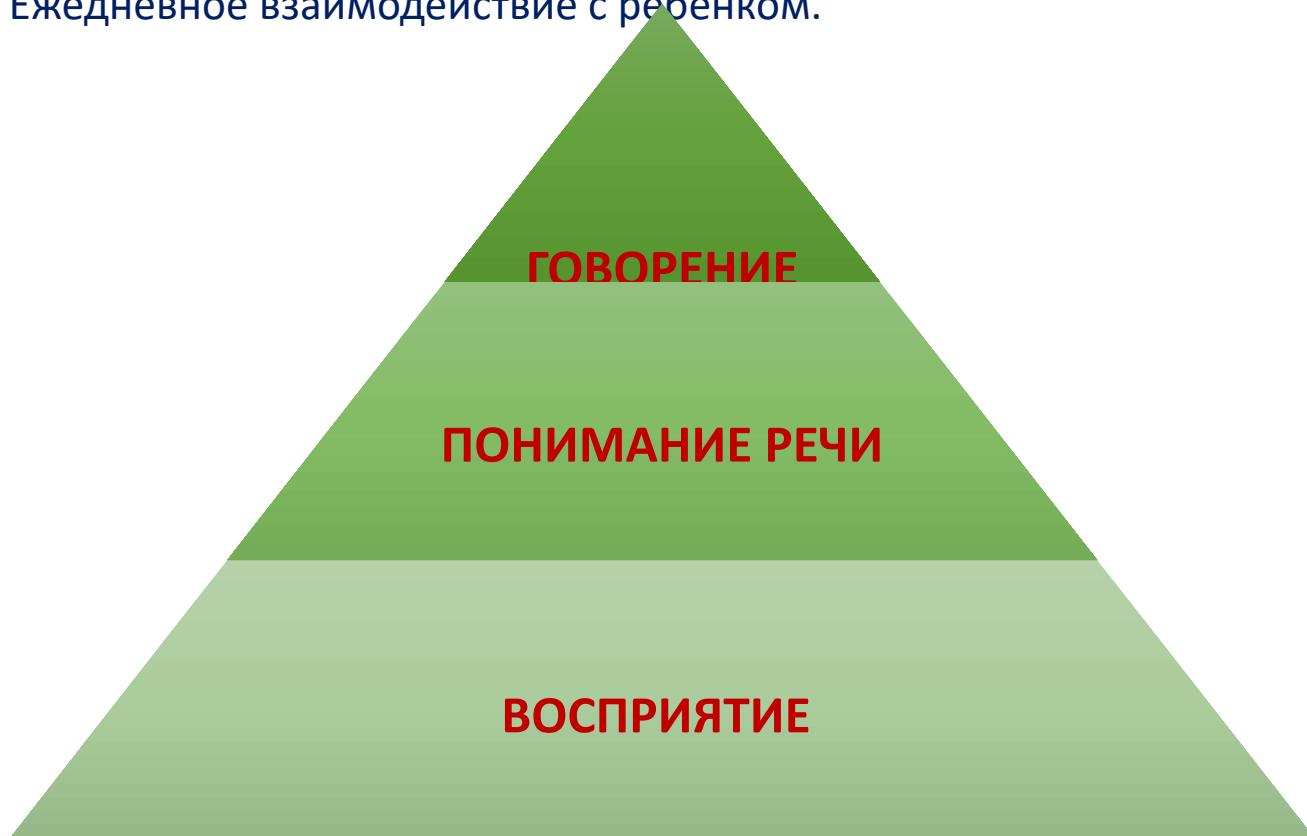 Ежедневное взаимодействие с ребенком.
ГОВОРЕНИЕ
ПОНИМАНИЕ РЕЧИ
ВОСПРИЯТИЕ